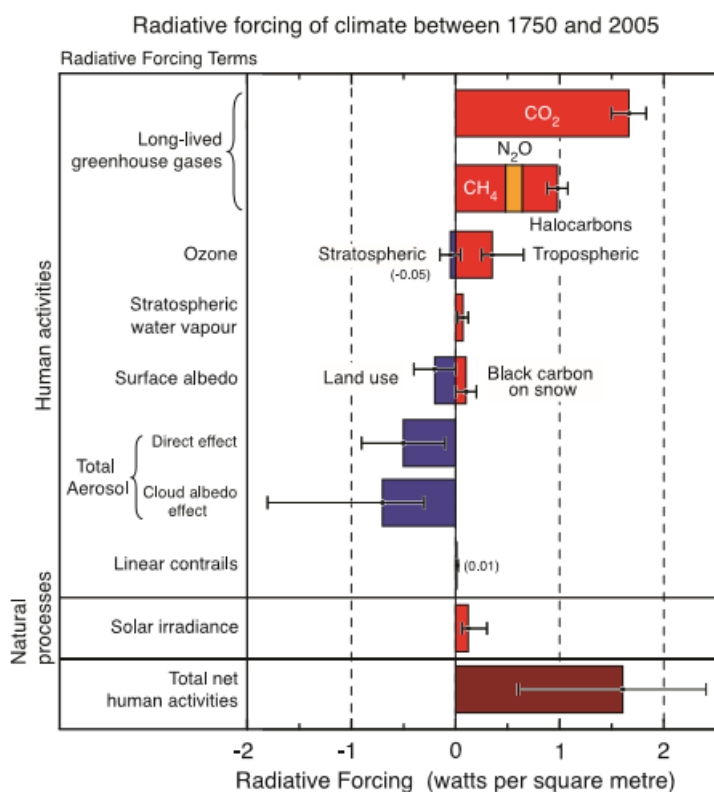 Radiative forcing of climate between 1750 and 2005
Radiative Forcing Terms
Human activities
Long-lived
greenhouse gases
CO₂
N₂O
CH₄
Halocarbons
Ozone
Stratospheric
(-0.05)
Tropospheric
Stratospheric
water vapour
Surface albedo
Land use
Black carbon
on snow
Total
Aerosol
Direct effect
Cloud albedo
effect
Linear contrails
(0.01)
Natural
processes
Solar irradiance
Total net
human activities
-2 -1 0 1 2
Radiative Forcing (watts per square metre)